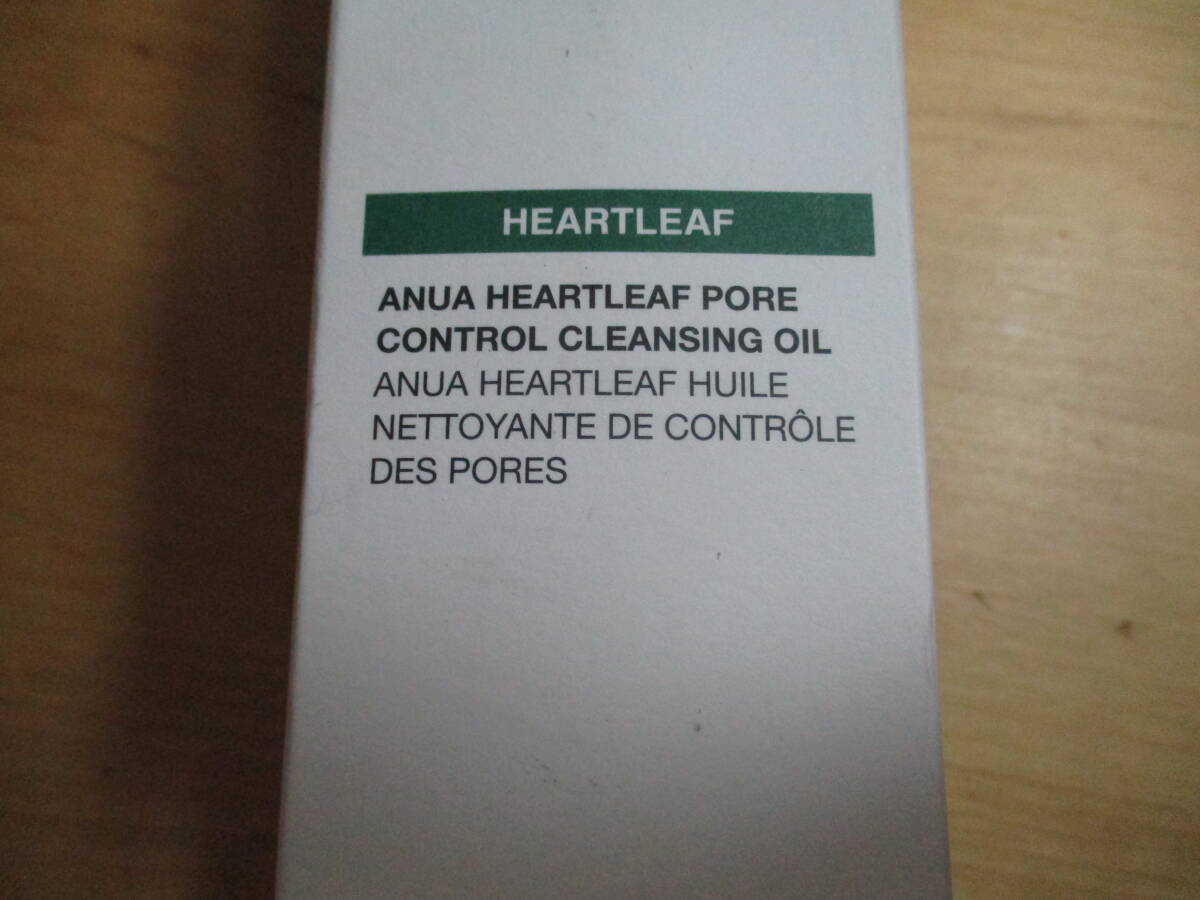 HEARTLEAF
ANUA HEARTLEAF PORE
CONTROL CLEANSING OIL
ANUA HEARTLEAF HUILE
NETTOYANTE DE CONTRÔLE
DES PORES